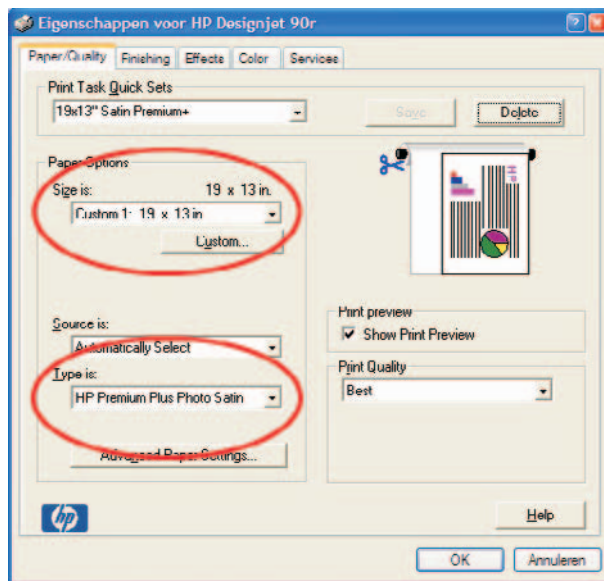 Eigenschappen voor HP Designjet 90r
Paper/Quality Finishing Effects Color Services
Print Task Quick Sets
19x13" Satin Premium+
Save
Delete
Paper Options
Size is: 19 x 13 in.
Custom 1: 19 x 13 in
Custom...
Source is:
Automatically Select
Type is:
HP Premium Plus Photo Satin
Advanced Paper Settings...
HP
Print preview
Show Print Preview
Print Quality
Best
hp
Help
OK Annuleren